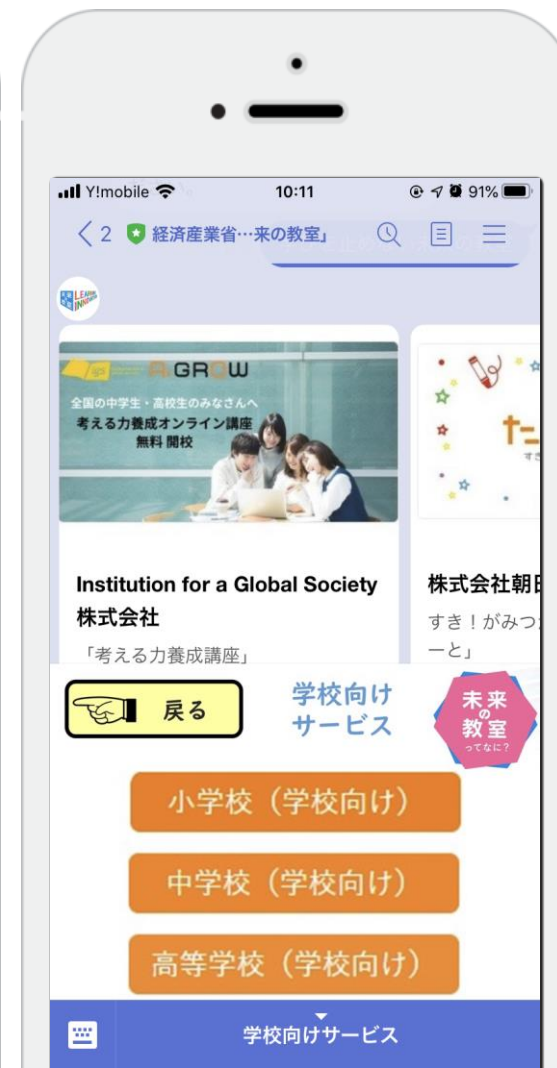 Y!mobile
10:11
91%
2
経済産業省…来の教室」
LEARNING INNOVATION
igs
Ai GROW
全国の中学生・高校生のみなさんへ
考える力養成オンライン講座
無料 開校
Institution for a Global Society
株式会社
「考える力養成講座」
株式会社朝日
すき！がみつか
ーと」
戻る
学校向け
サービス
未来
の
教室
ってなに？
小学校（学校向け）
中学校（学校向け）
高等学校（学校向け）
学校向けサービス